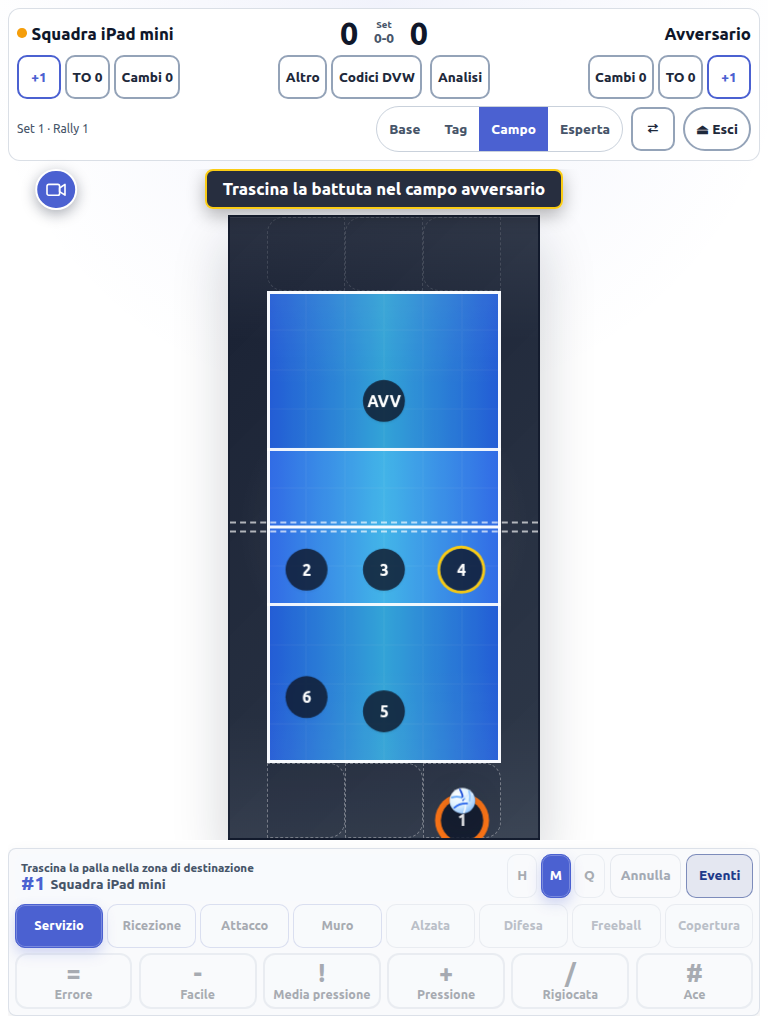 Squadra iPad mini 0 Set 0-0 0 Avversario
+1 TO 0 Cambi 0 Altro Codici DVW Analisi Cambi 0 TO 0 +1
Set 1 · Rally 1 Base Tag Campo Esperta ⇄ ⏏ Esci
Trascina la battuta nel campo avversario
AVV
2 3 4
6 5
1
Trascina la palla nella zona di destinazione
#1 Squadra iPad mini H M Q Annulla Eventi
Servizio Ricezione Attacco Muro Alzata Difesa Freeball Copertura
= - ! + / #
Errore Facile Media pressione Pressione Rigiocata Ace